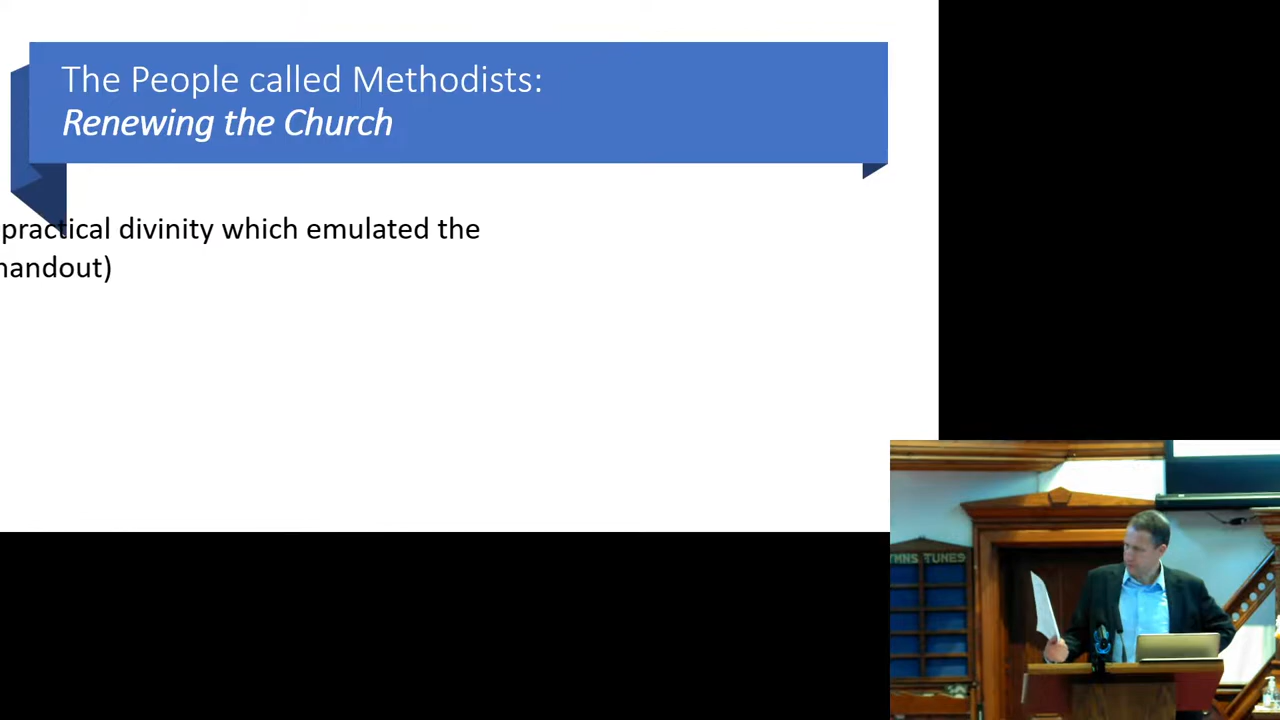 The People called Methodists:
Renewing the Church
practical divinity which emulated the
handout)
HYMNS TUNES